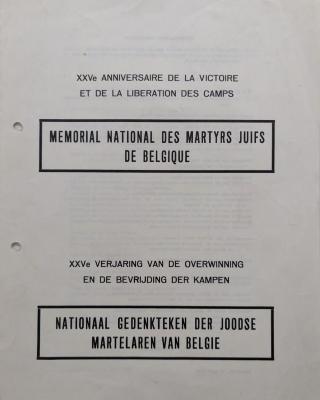 XXVe ANNIVERSAIRE DE LA VICTOIRE
ET DE LA LIBERATION DES CAMPS
MEMORIAL NATIONAL DES MARTYRS JUIFS
DE BELGIQUE
XXVe VERJARING VAN DE OVERWINNING
EN DE BEVRIJDING DER KAMPEN
NATIONAAL GEDENKTEKEN DER JOODSE
MARTELAREN VAN BELGIE